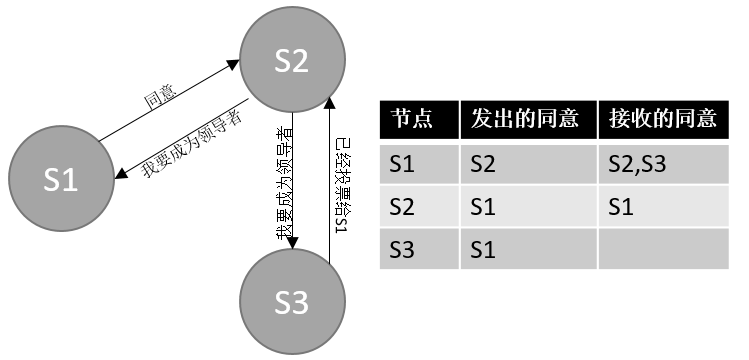 S2
同意
我要成为领导者
S1
我要成为领导者
已经投票给S1
S3
节点 发出的同意 接收的同意
S1 S2 S2,S3
S2 S1 S1
S3 S1